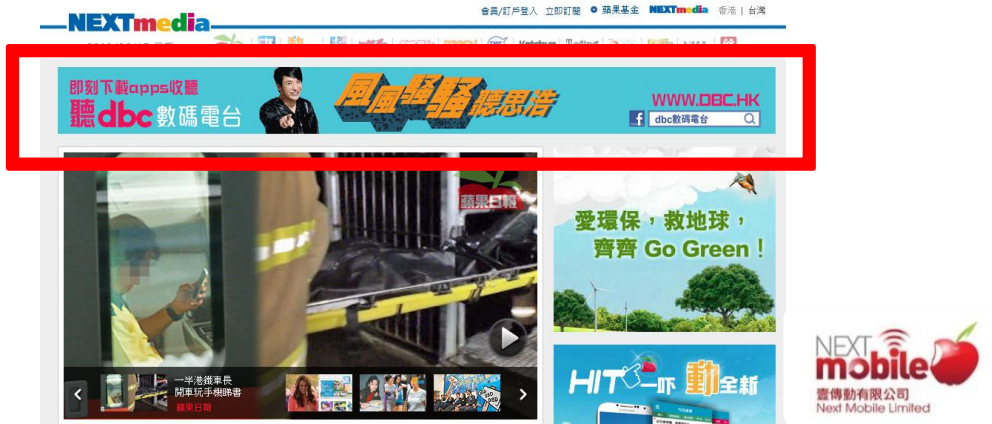 會員/訂戶登入 立即訂閱 蘋果基金 NEXTmedia 香港 | 台灣
NEXTmedia
即刻下載apps收聽
聽dbc數碼電台
風風騷騷聽思浩
WWW.DBC.HK
f dbc數碼電台
蘋果日報
愛環保，救地球，
齊齊 Go Green！
一半港鐵車長
開車玩手機睇書
蘋果日報
HIT一吓 動全新
NEXT
mobile
壹傳動有限公司
Next Mobile Limited